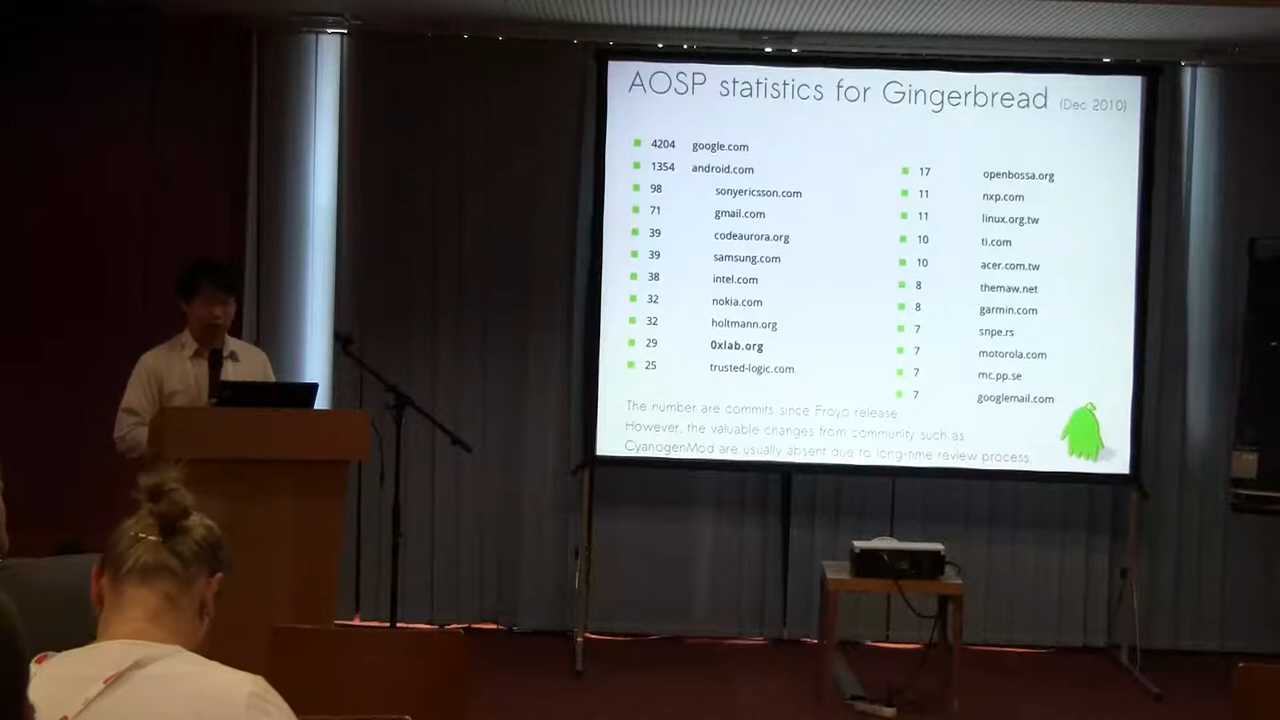 AOSP statistics for Gingerbread (Dec 2010)
4204 google.com
1354 android.com
98 sonyericsson.com
71 gmail.com
39 codeaurora.org
39 samsung.com
38 intel.com
32 nokia.com
32 holtmann.org
29 0xlab.org
25 trusted-logic.com
17 openbossa.org
11 nxp.com
11 linux.org.tw
10 ti.com
10 acer.com.tw
8 themaw.net
8 garmin.com
7 snpe.rs
7 motorola.com
7 mc.pp.se
7 googlemail.com
The number are commits since Froyo release.
However, the valuable changes from community such as
CyanogenMod are usually absent due to long-time review process.